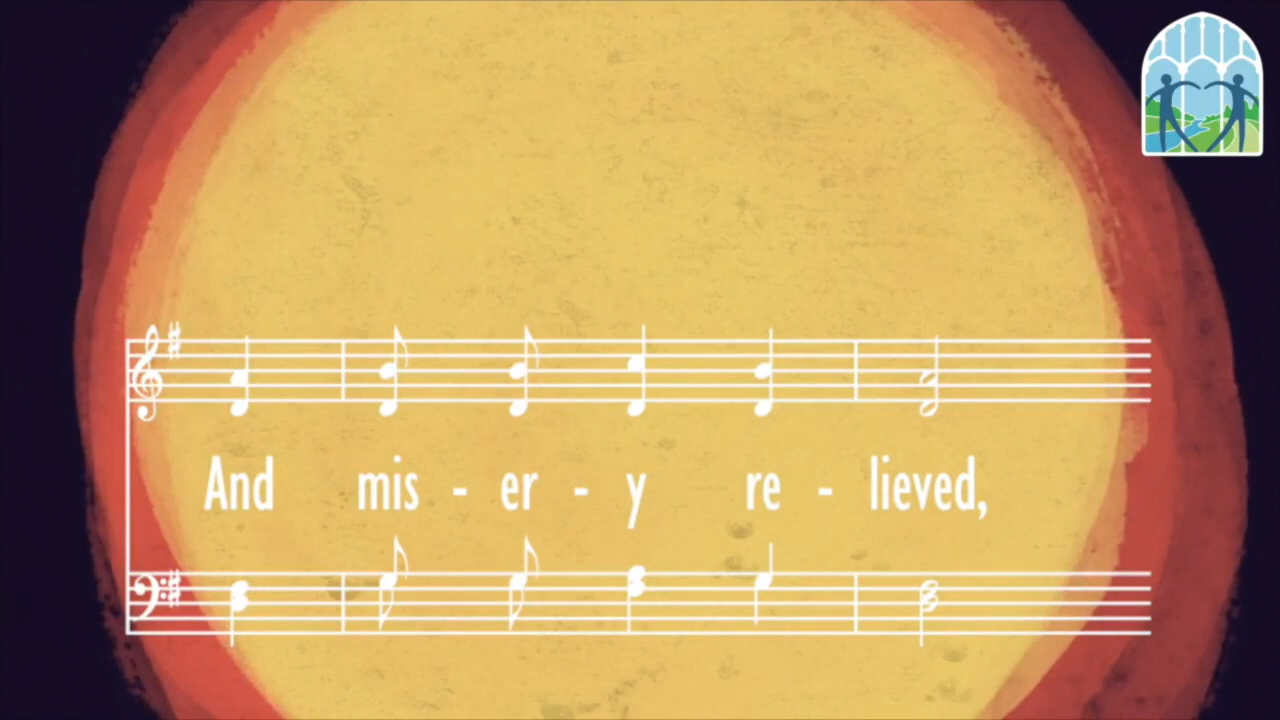 And mis - er - y re - lieved,